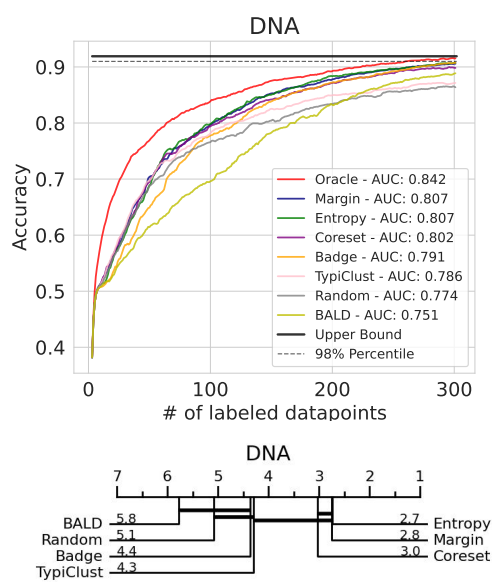 DNA
Accuracy
0.9
0.8
0.7
0.6
0.5
0.4
Oracle - AUC: 0.842
Margin - AUC: 0.807
Entropy - AUC: 0.807
Coreset - AUC: 0.802
Badge - AUC: 0.791
TypiClust - AUC: 0.786
Random - AUC: 0.774
BALD - AUC: 0.751
Upper Bound
98% Percentile
0 100 200 300
# of labeled datapoints
DNA
7 6 5 4 3 2 1
BALD 5.8 2.7 Entropy
Random 5.1 2.8 Margin
Badge 4.4 3.0 Coreset
TypiClust 4.3